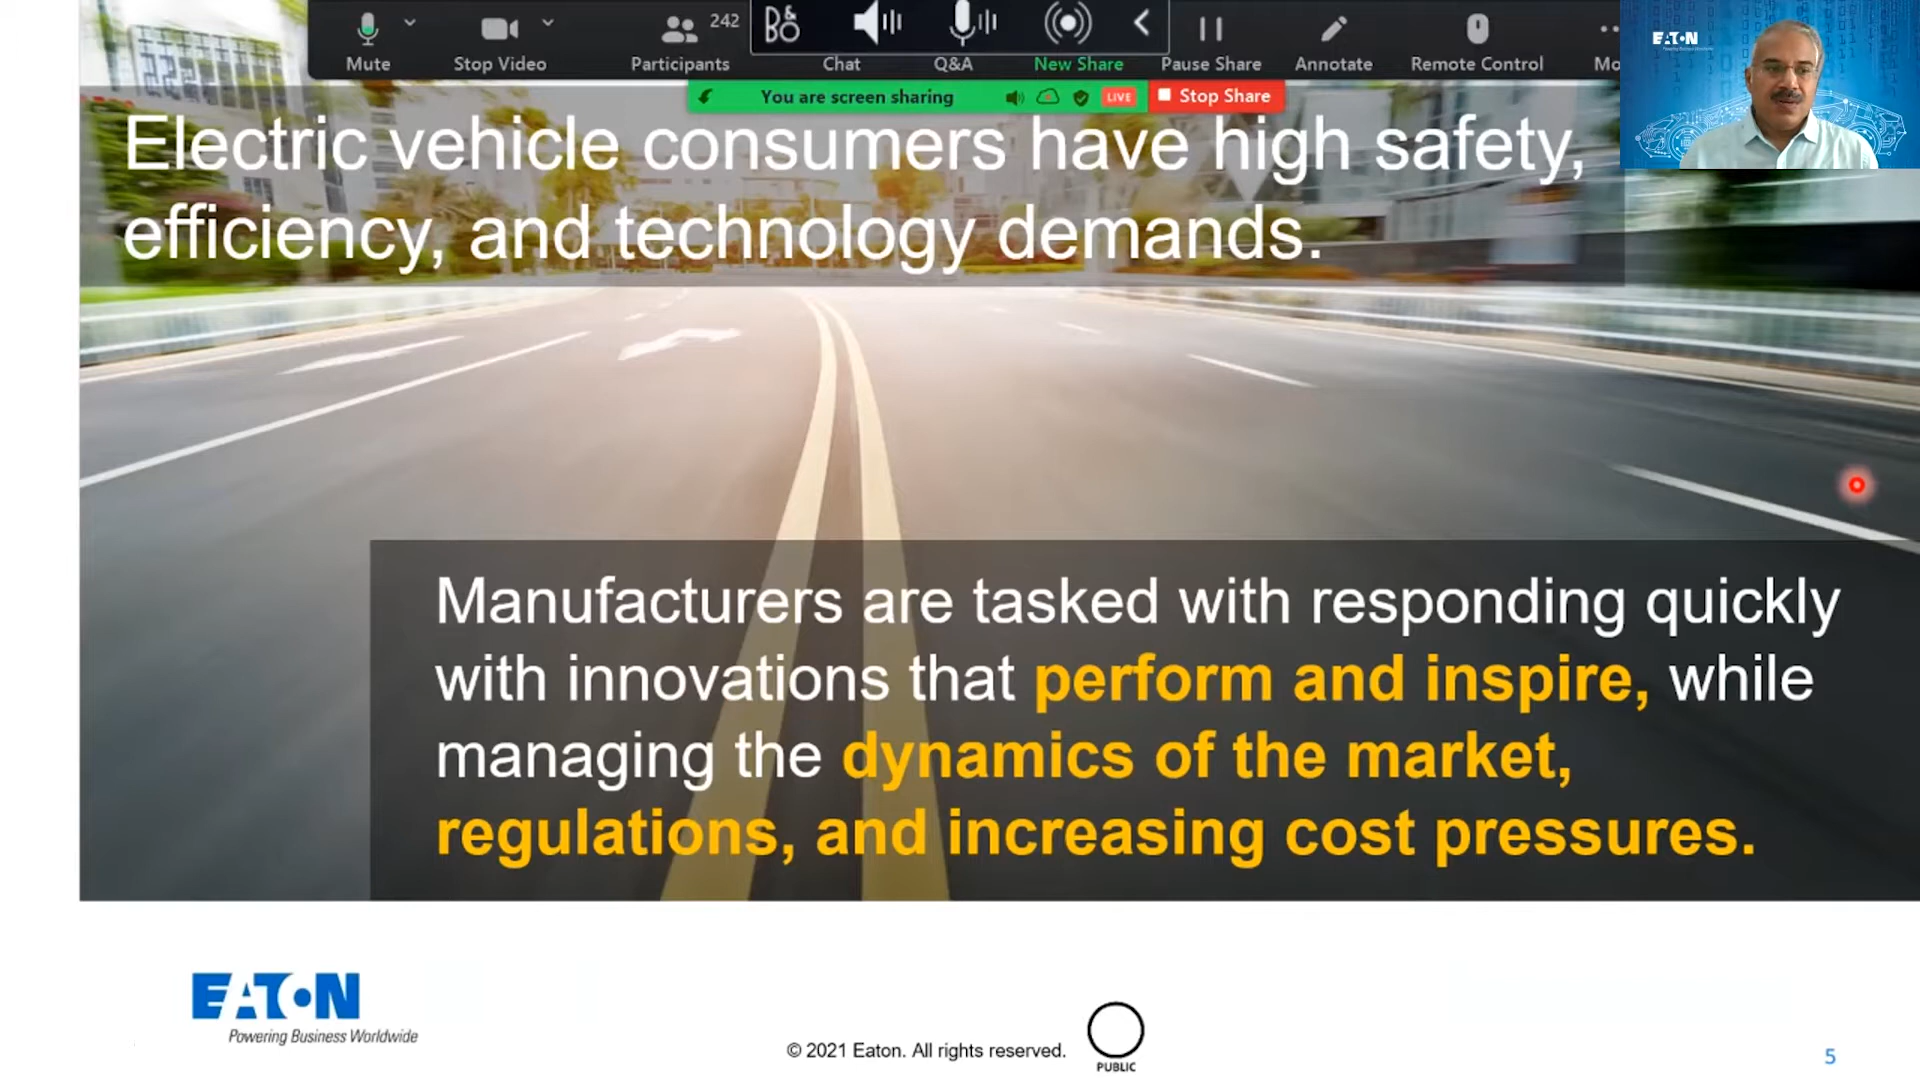 Mute
Stop Video
Participants
242
Chat
Q&A
New Share
Pause Share
Annotate
Remote Control
Mo
EATON
You are screen sharing
LIVE
Stop Share
Electric vehicle consumers have high safety,
efficiency, and technology demands.
Manufacturers are tasked with responding quickly
with innovations that perform and inspire, while
managing the dynamics of the market,
regulations, and increasing cost pressures.
EATON
Powering Business Worldwide
© 2021 Eaton. All rights reserved.
PUBLIC
5